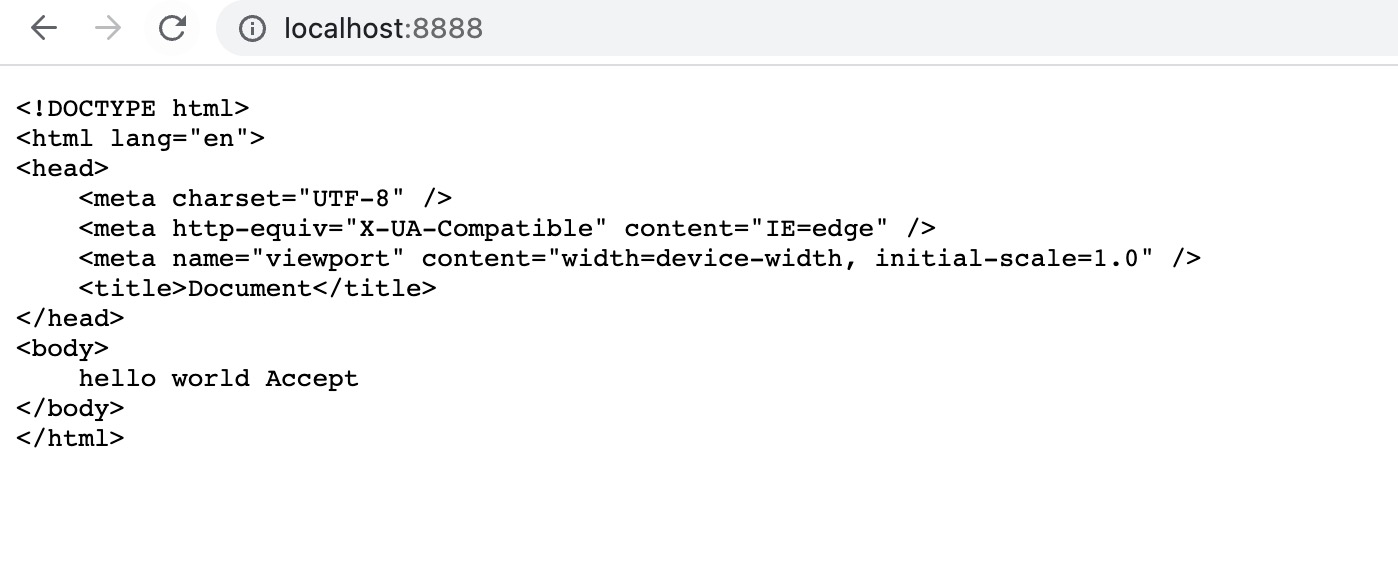 localhost:8888
<!DOCTYPE html>
<html lang="en">
<head>
    <meta charset="UTF-8" />
    <meta http-equiv="X-UA-Compatible" content="IE=edge" />
    <meta name="viewport" content="width=device-width, initial-scale=1.0" />
    <title>Document</title>
</head>
<body>
    hello world Accept
</body>
</html>